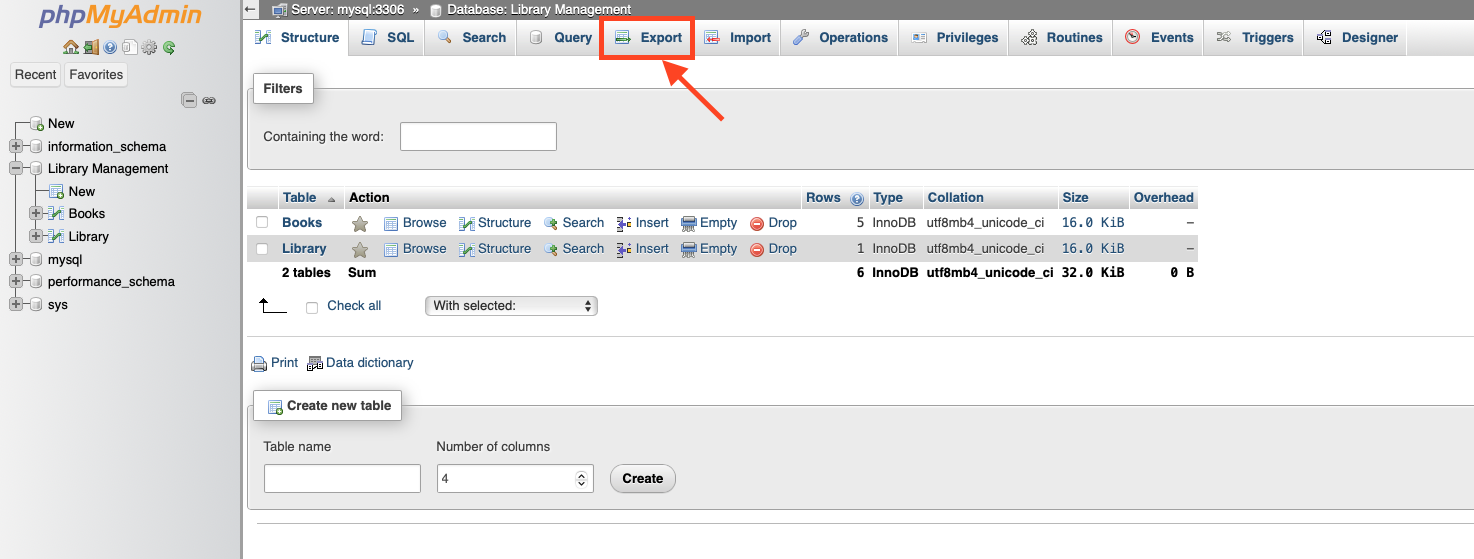 phpMyAdmin
Recent Favorites
New
information_schema
Library Management
New
Books
Library
mysql
performance_schema
sys
Server: mysql:3306 » Database: Library Management
Structure SQL Search Query Export Import Operations Privileges Routines Events Triggers Designer
Filters
Containing the word:
Table Action Rows Type Collation Size Overhead
Books Browse Structure Search Insert Empty Drop 5 InnoDB utf8mb4_unicode_ci 16.0 KiB –
Library Browse Structure Search Insert Empty Drop 1 InnoDB utf8mb4_unicode_ci 16.0 KiB –
2 tables Sum 6 InnoDB utf8mb4_unicode_ci 32.0 KiB 0 B
Check all With selected:
Print Data dictionary
Create new table
Table name Number of columns
4 Create